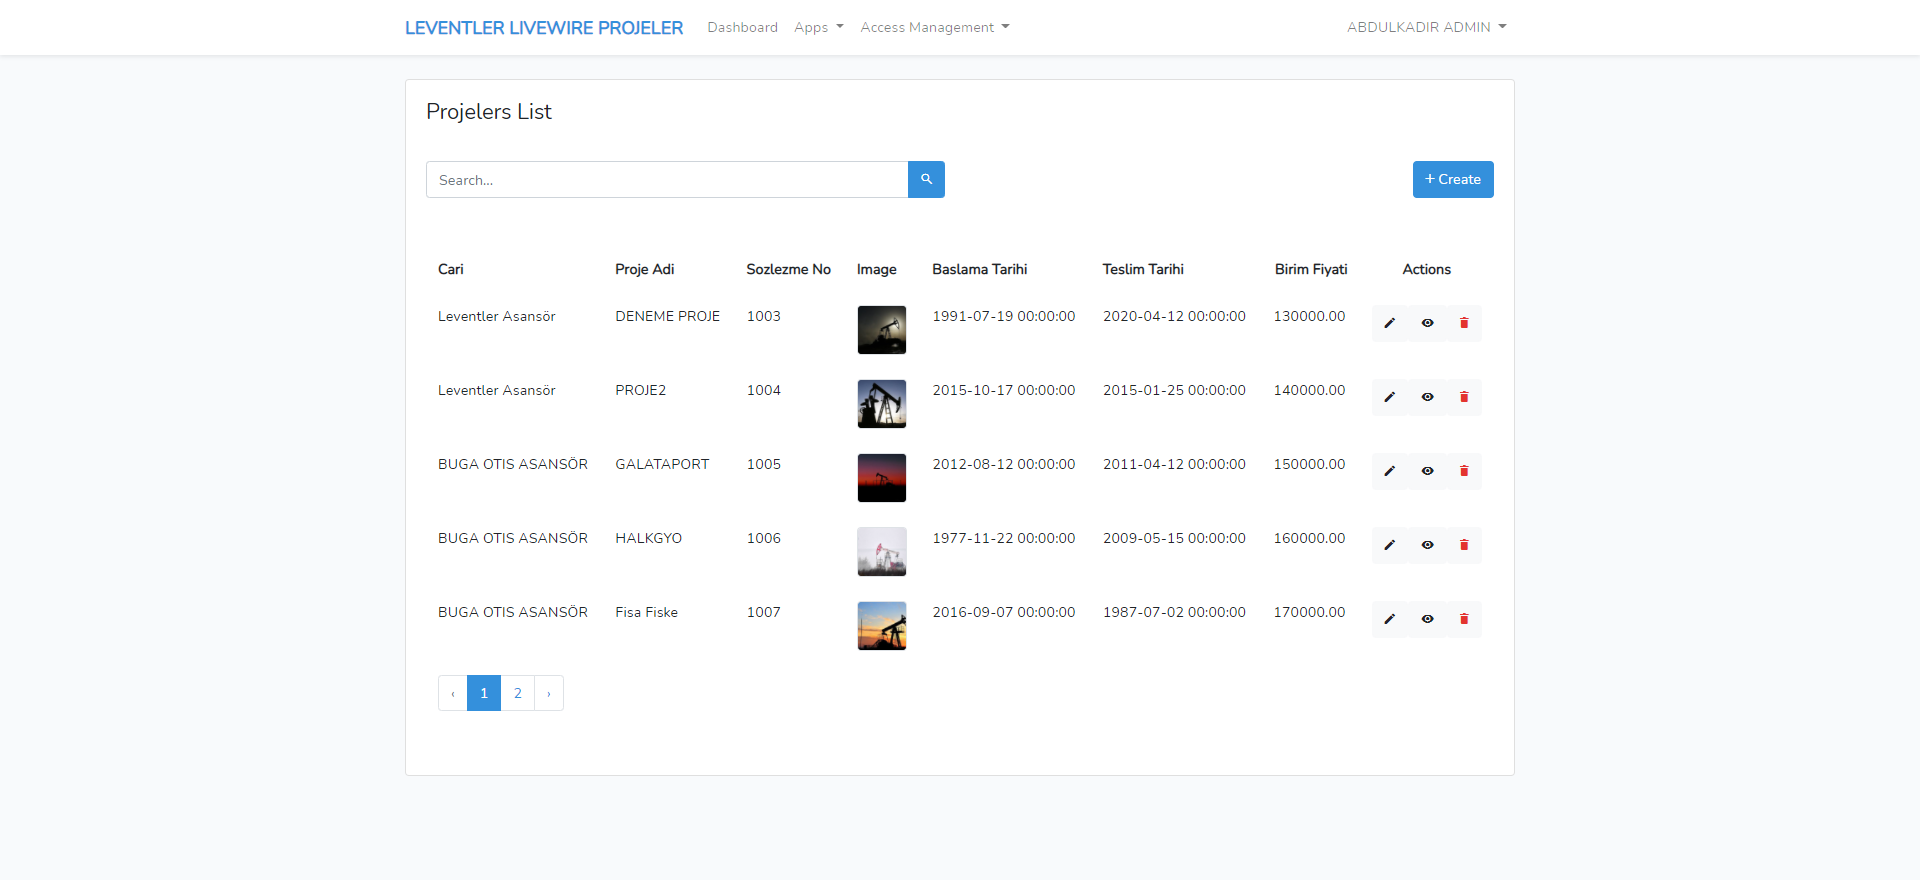 LEVENTLER LIVEWIRE PROJELER Dashboard Apps Access Management ABDULKADIR ADMIN
Projelers List
Search...
+ Create
Cari Proje Adi Sozlezme No Image Baslama Tarihi Teslim Tarihi Birim Fiyati Actions
Leventler Asansör DENEME PROJE 1003 1991-07-19 00:00:00 2020-04-12 00:00:00 130000.00
Leventler Asansör PROJE2 1004 2015-10-17 00:00:00 2015-01-25 00:00:00 140000.00
BUGA OTIS ASANSÖR GALATAPORT 1005 2012-08-12 00:00:00 2011-04-12 00:00:00 150000.00
BUGA OTIS ASANSÖR HALKGYO 1006 1977-11-22 00:00:00 2009-05-15 00:00:00 160000.00
BUGA OTIS ASANSÖR Fisa Fiske 1007 2016-09-07 00:00:00 1987-07-02 00:00:00 170000.00
‹ 1 2 ›